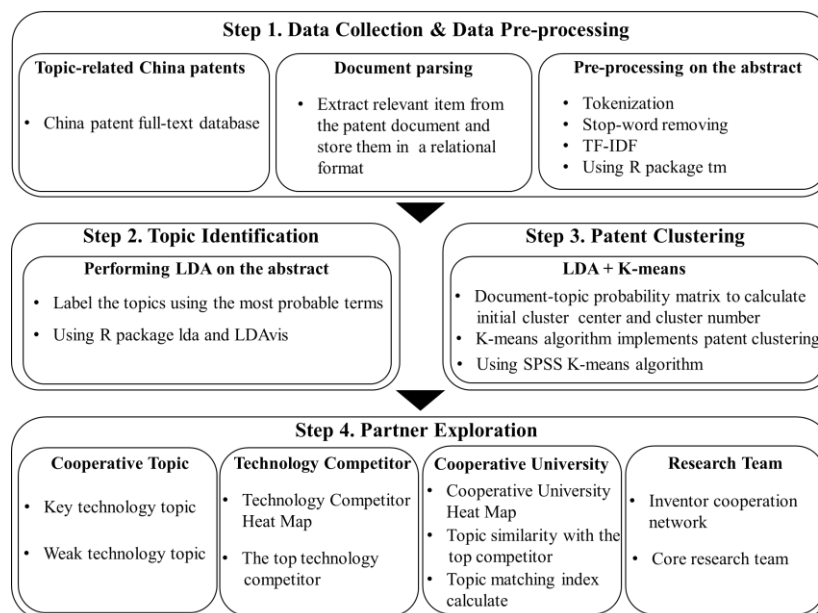 Step 1. Data Collection & Data Pre-processing
Topic-related China patents
• China patent full-text database
Document parsing
• Extract relevant item from
the patent document and
store them in a relational
format
Pre-processing on the abstract
• Tokenization
• Stop-word removing
• TF-IDF
• Using R package tm
Step 2. Topic Identification
Performing LDA on the abstract
• Label the topics using the most probable terms
• Using R package lda and LDAvis
Step 3. Patent Clustering
LDA + K-means
• Document-topic probability matrix to calculate
initial cluster center and cluster number
• K-means algorithm implements patent clustering
• Using SPSS K-means algorithm
Step 4. Partner Exploration
Cooperative Topic
• Key technology topic
• Weak technology topic
Technology Competitor
• Technology Competitor
Heat Map
• The top technology
competitor
Cooperative University
• Cooperative University
Heat Map
• Topic similarity with the
top competitor
• Topic matching index
calculate
Research Team
• Inventor cooperation
network
• Core research team